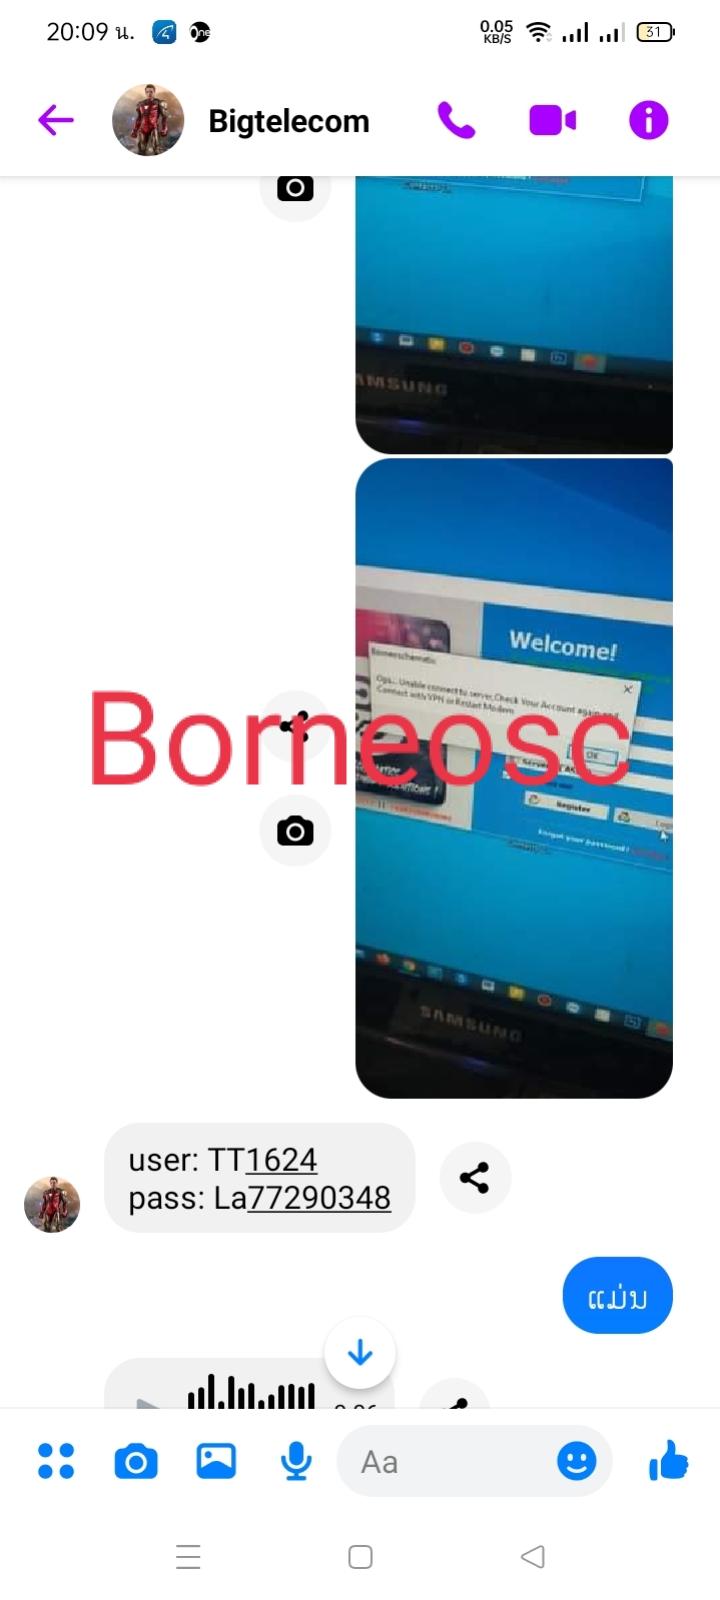 20:09 น.
one
0.05
KB/S
31
Bigtelecom
SAMSUNG
Welcome!
Borneoschematic
Ops... Unable connect to server,Check Your Account again and
Connect with VPN or Restart Modem
OK
Borneosc
Register
Forgot your password?
SAMSUNG
user: TT1624
pass: La77290348
ແມ່ນ
Aa